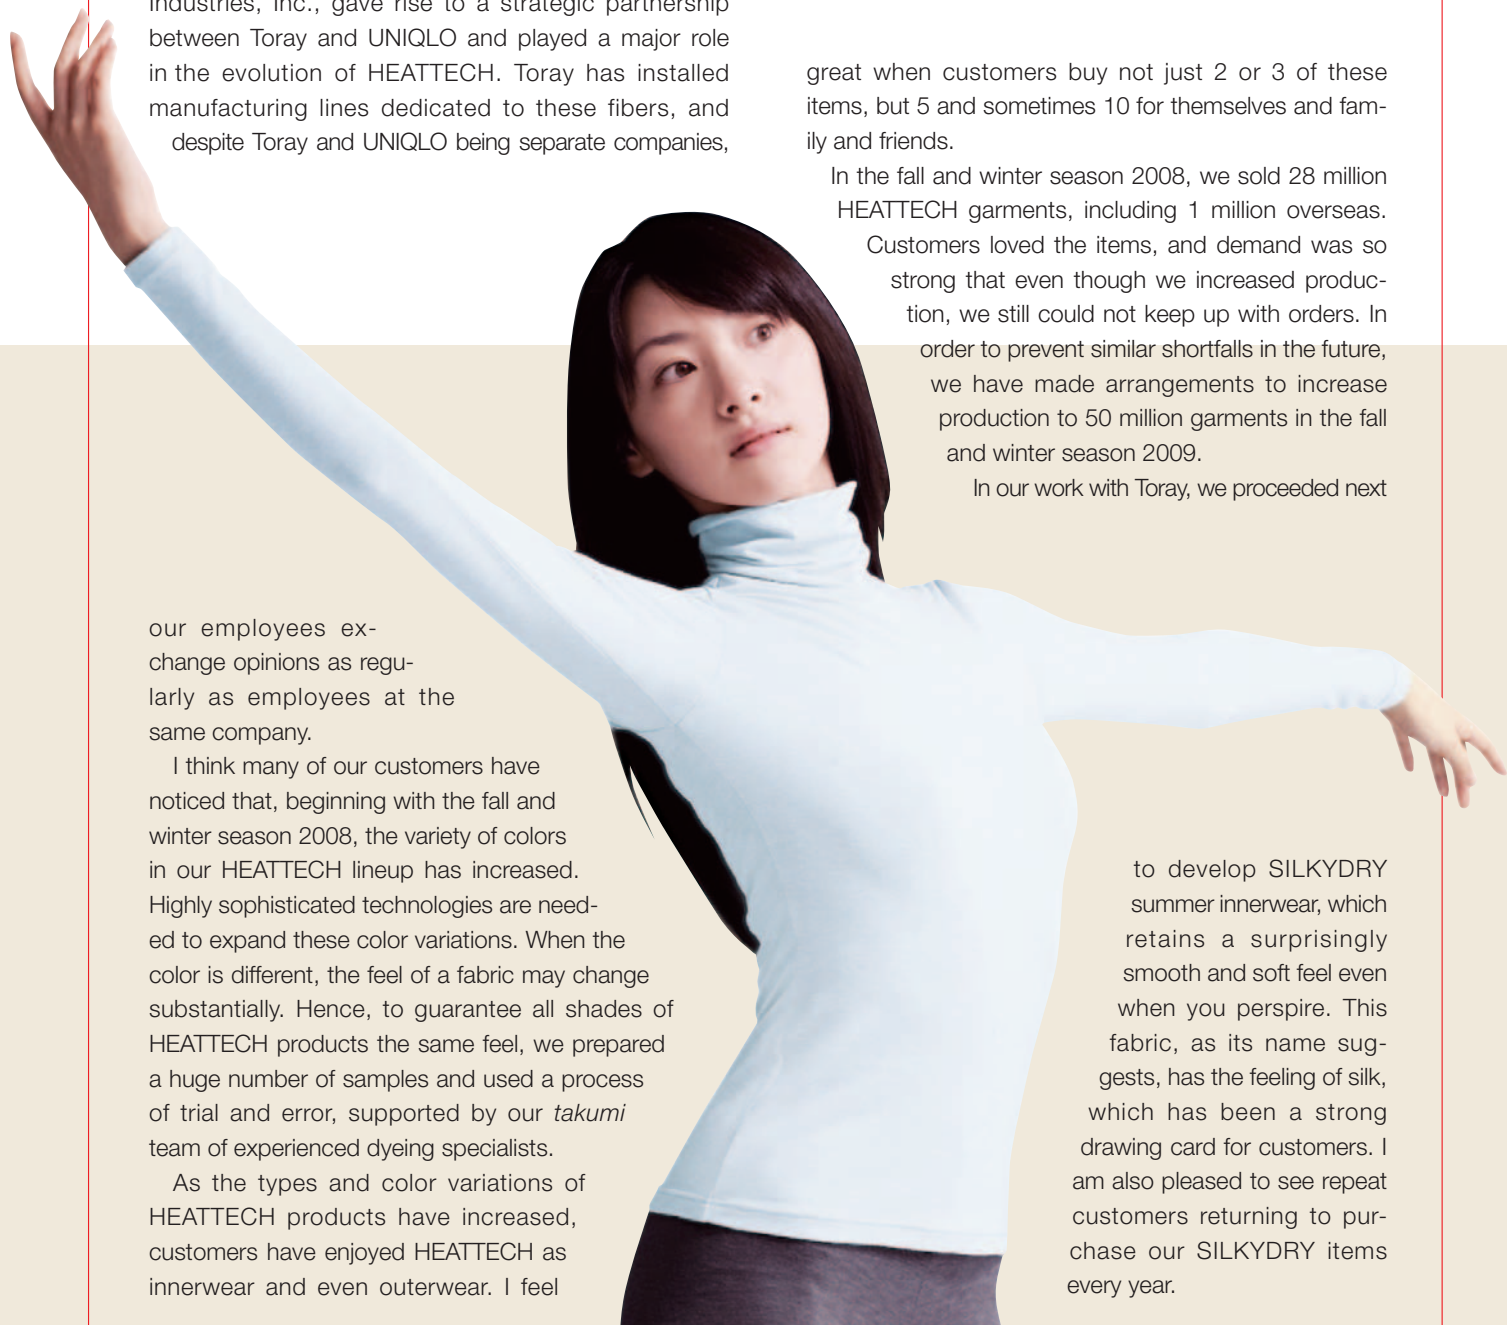 Industries, Inc., gave rise to a strategic partnership
between Toray and UNIQLO and played a major role
in the evolution of HEATTECH. Toray has installed
manufacturing lines dedicated to these fibers, and
despite Toray and UNIQLO being separate companies,
our employees ex-
change opinions as regu-
larly as employees at the
same company.
I think many of our customers have
noticed that, beginning with the fall and
winter season 2008, the variety of colors
in our HEATTECH lineup has increased.
Highly sophisticated technologies are need-
ed to expand these color variations. When the
color is different, the feel of a fabric may change
substantially. Hence, to guarantee all shades of
HEATTECH products the same feel, we prepared
a huge number of samples and used a process
of trial and error, supported by our takumi
team of experienced dyeing specialists.
As the types and color variations of
HEATTECH products have increased,
customers have enjoyed HEATTECH as
innerwear and even outerwear. I feel
great when customers buy not just 2 or 3 of these
items, but 5 and sometimes 10 for themselves and fam-
ily and friends.
In the fall and winter season 2008, we sold 28 million
HEATTECH garments, including 1 million overseas.
Customers loved the items, and demand was so
strong that even though we increased produc-
tion, we still could not keep up with orders. In
order to prevent similar shortfalls in the future,
we have made arrangements to increase
production to 50 million garments in the fall
and winter season 2009.
In our work with Toray, we proceeded next
to develop SILKYDRY
summer innerwear, which
retains a surprisingly
smooth and soft feel even
when you perspire. This
fabric, as its name sug-
gests, has the feeling of silk,
which has been a strong
drawing card for customers. I
am also pleased to see repeat
customers returning to pur-
chase our SILKYDRY items
every year.